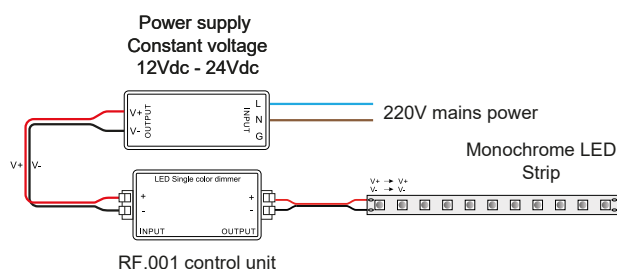 Power supply
Constant voltage
12Vdc - 24Vdc
V+
V-
OUTPUT
INPUT
L
N
G
220V mains power
V+ V-
LED Single color dimmer
+ +
- -
INPUT OUTPUT
RF.001 control unit
Monochrome LED
Strip
V+ → V+
V- → V-